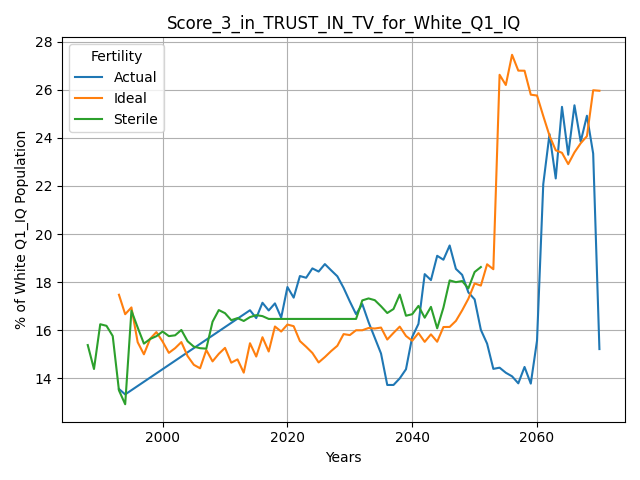 Score_3_in_TRUST_IN_TV_for_White_Q1_IQ
Fertility
Actual
Ideal
Sterile
% of White Q1_IQ Population
28
26
24
22
20
18
16
14
2000
2020
2040
2060
Years